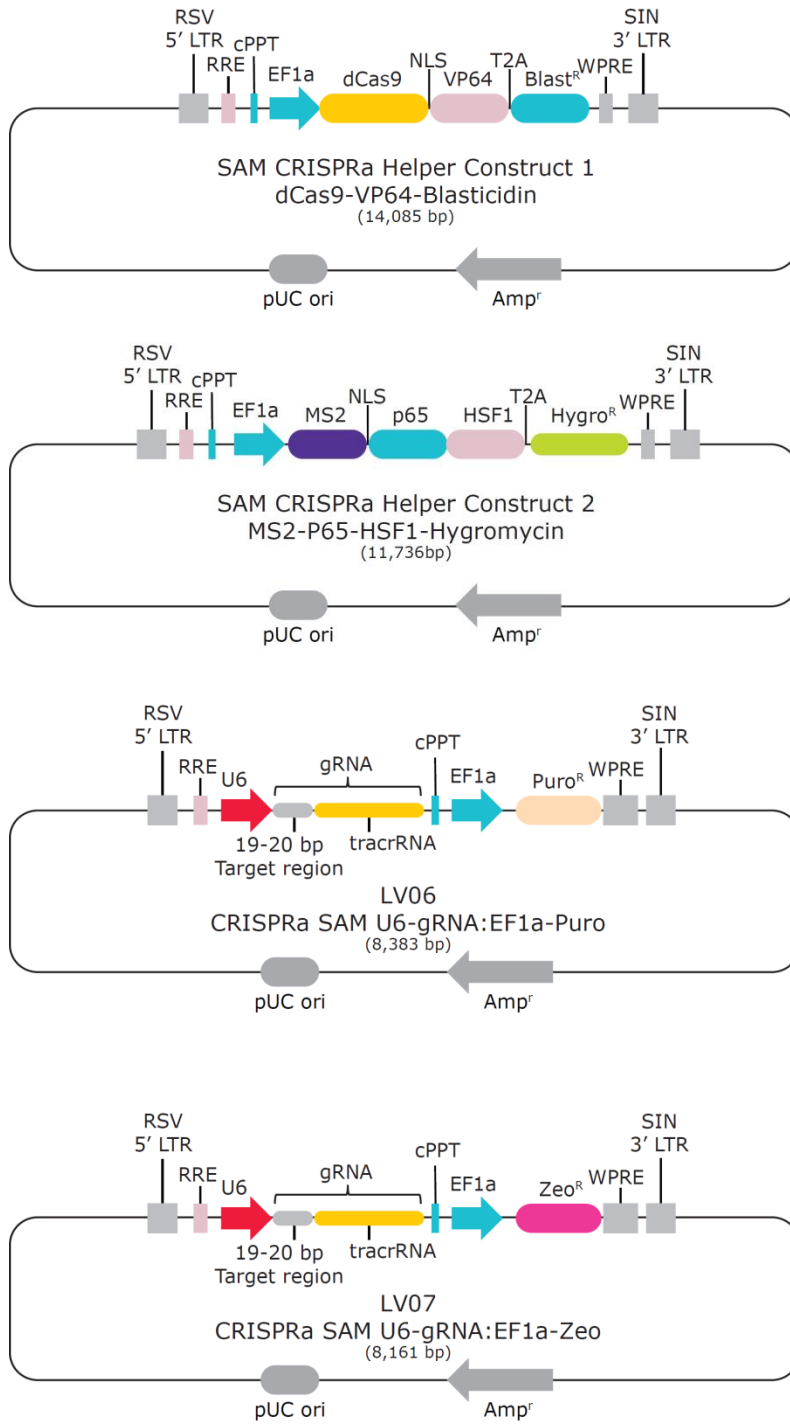 RSV
5' LTR
RRE
cPPT
EF1a
dCas9
NLS
VP64
T2A
Blastᴿ
WPRE
SIN
3' LTR
SAM CRISPRa Helper Construct 1
dCas9-VP64-Blasticidin
(14,085 bp)
pUC ori
Ampʳ
RSV
5' LTR
RRE
cPPT
EF1a
MS2
NLS
p65
HSF1
T2A
Hygroᴿ
WPRE
SIN
3' LTR
SAM CRISPRa Helper Construct 2
MS2-P65-HSF1-Hygromycin
(11,736bp)
pUC ori
Ampʳ
RSV
5' LTR
RRE
U6
gRNA
cPPT
EF1a
Puroᴿ
WPRE
SIN
3' LTR
19-20 bp
Target region
tracrRNA
LV06
CRISPRa SAM U6-gRNA:EF1a-Puro
(8,383 bp)
pUC ori
Ampʳ
RSV
5' LTR
RRE
U6
gRNA
cPPT
EF1a
Zeoᴿ
WPRE
SIN
3' LTR
19-20 bp
Target region
tracrRNA
LV07
CRISPRa SAM U6-gRNA:EF1a-Zeo
(8,161 bp)
pUC ori
Ampʳ